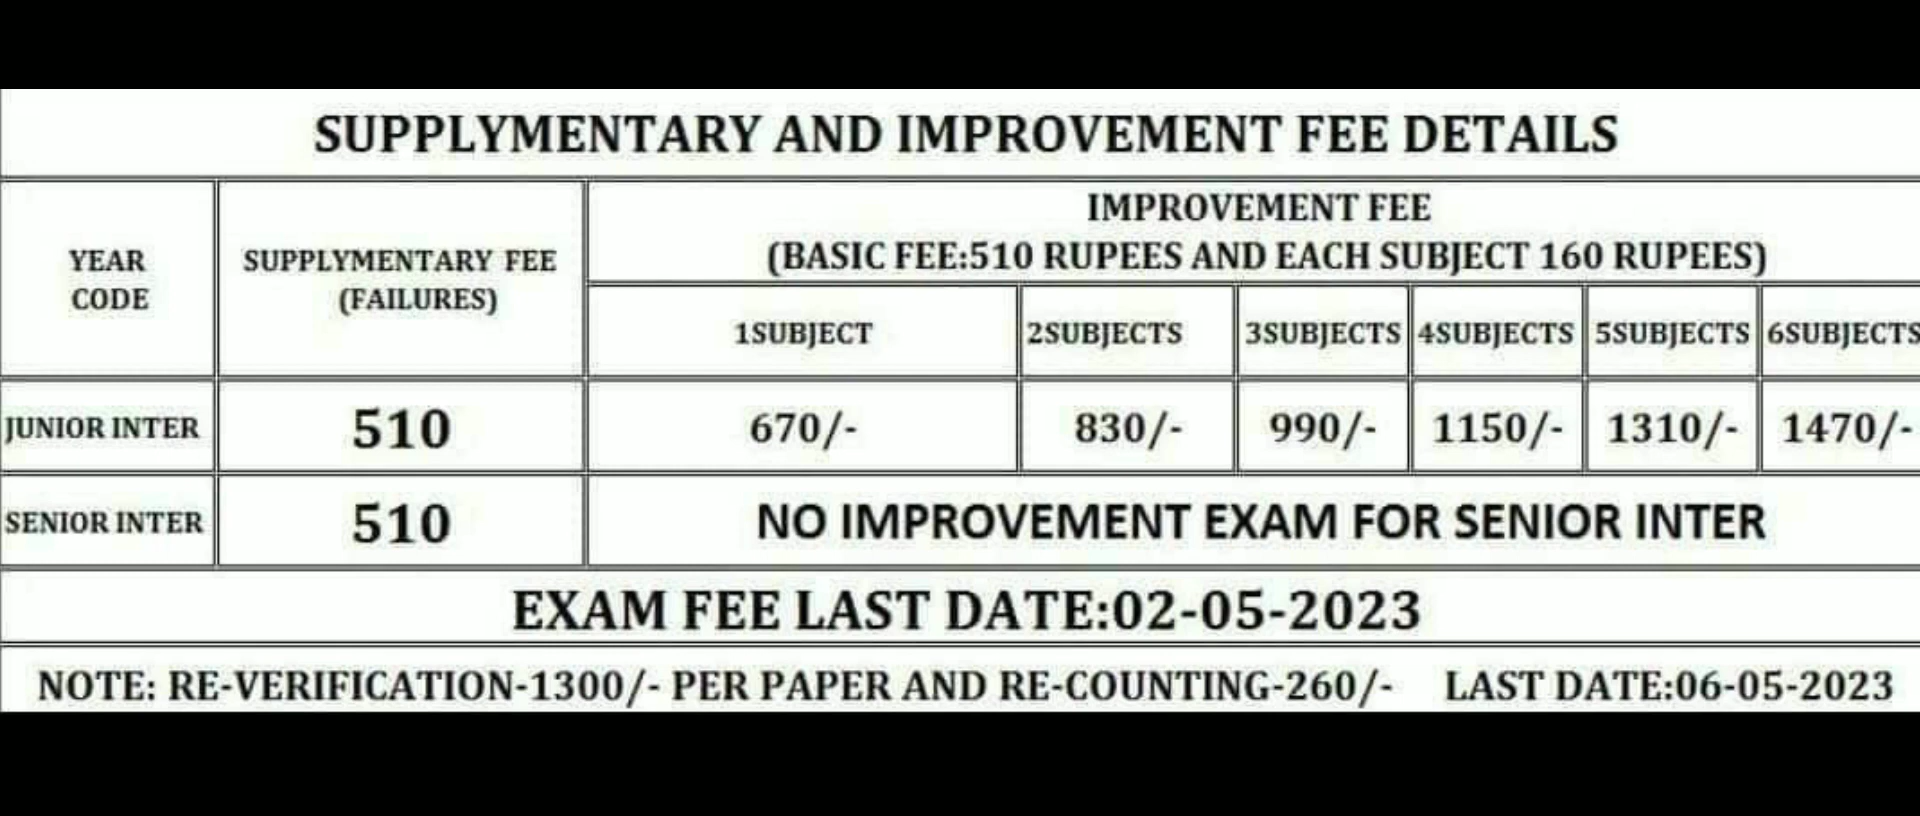 SUPPLYMENTARY AND IMPROVEMENT FEE DETAILS
YEAR
CODE
SUPPLYMENTARY FEE
(FAILURES)
IMPROVEMENT FEE
(BASIC FEE:510 RUPEES AND EACH SUBJECT 160 RUPEES)
1SUBJECT 2SUBJECTS 3SUBJECTS 4SUBJECTS 5SUBJECTS 6SUBJECTS
JUNIOR INTER 510 670/- 830/- 990/- 1150/- 1310/- 1470/-
SENIOR INTER 510 NO IMPROVEMENT EXAM FOR SENIOR INTER
EXAM FEE LAST DATE:02-05-2023
NOTE: RE-VERIFICATION-1300/- PER PAPER AND RE-COUNTING-260/- LAST DATE:06-05-2023